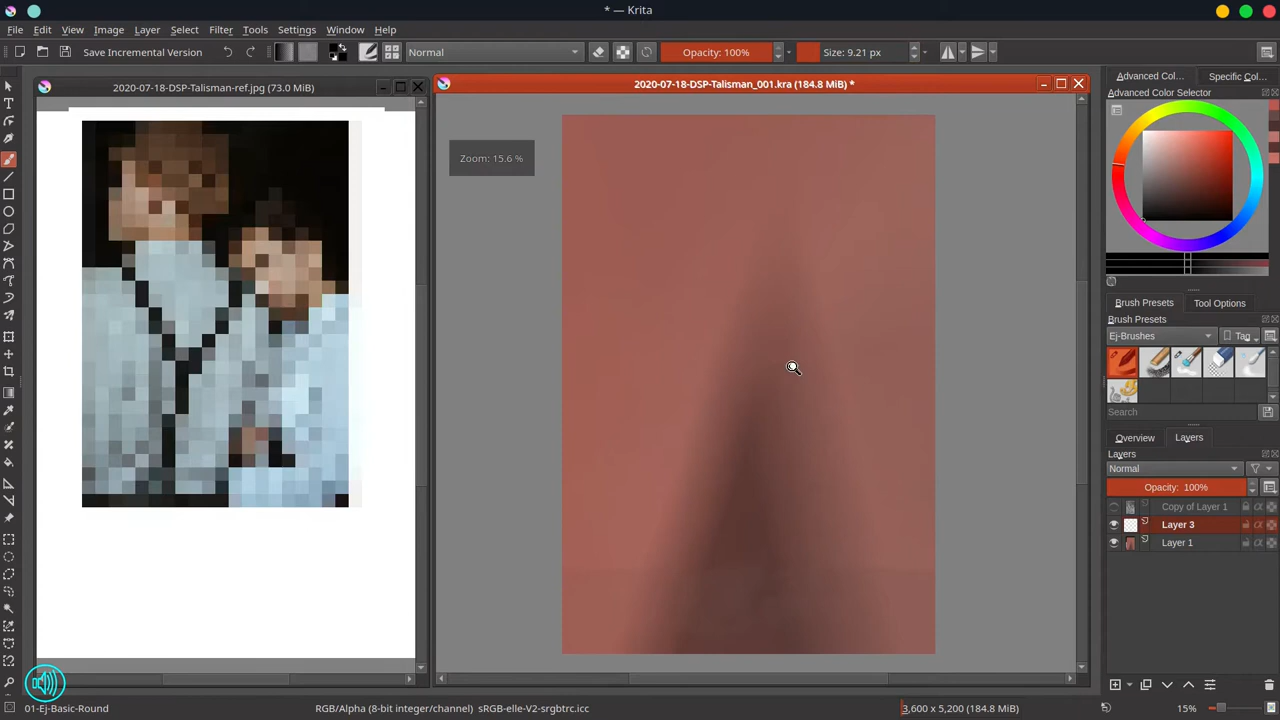 * — Krita
File Edit View Image Layer Select Filter Tools Settings Window Help
Save Incremental Version Normal Opacity: 100% Size: 9.21 px
2020-07-18-DSP-Talisman-ref.jpg (73.0 MiB)
2020-07-18-DSP-Talisman_001.kra (184.8 MiB) *
Zoom: 15.6 %
Advanced Col... Specific Col...
Advanced Color Selector
Brush Presets Tool Options
Brush Presets
Ej-Brushes Tag
Search
Overview Layers
Layers
Normal
Opacity: 100%
Copy of Layer 1
Layer 3
Layer 1
01-Ej-Basic-Round RGB/Alpha (8-bit integer/channel) sRGB-elle-V2-srgbtrc.icc 3,600 x 5,200 (184.8 MiB) 15%